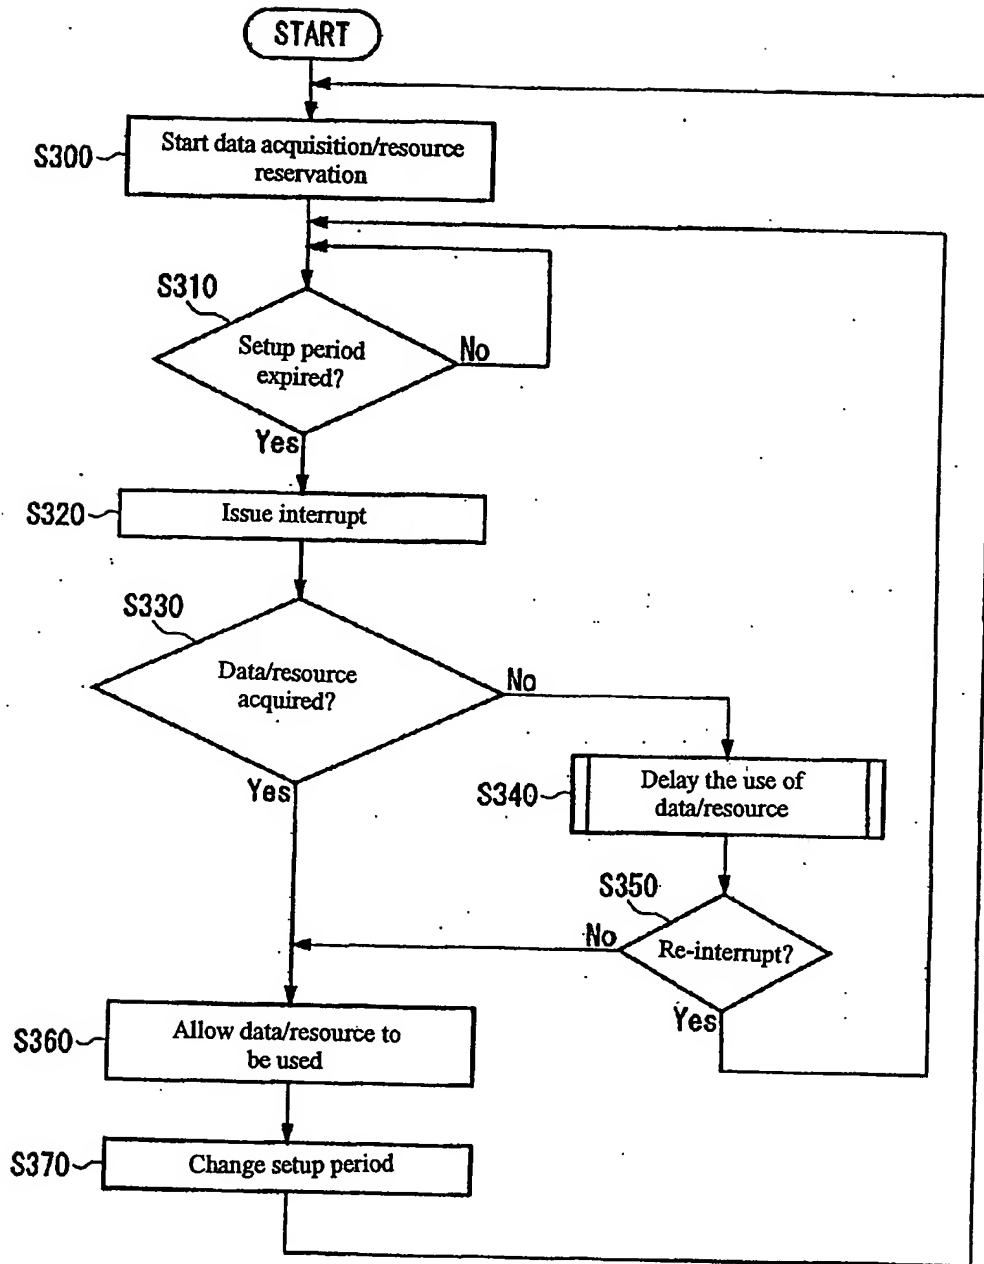 START
S300
Start data acquisition/resource
reservation
S310
Setup period
expired?
No
Yes
S320
Issue interrupt
S330
Data/resource
acquired?
No
Yes
S340
Delay the use of
data/resource
S350
Re-interrupt?
No
Yes
S360
Allow data/resource to
be used
S370
Change setup period